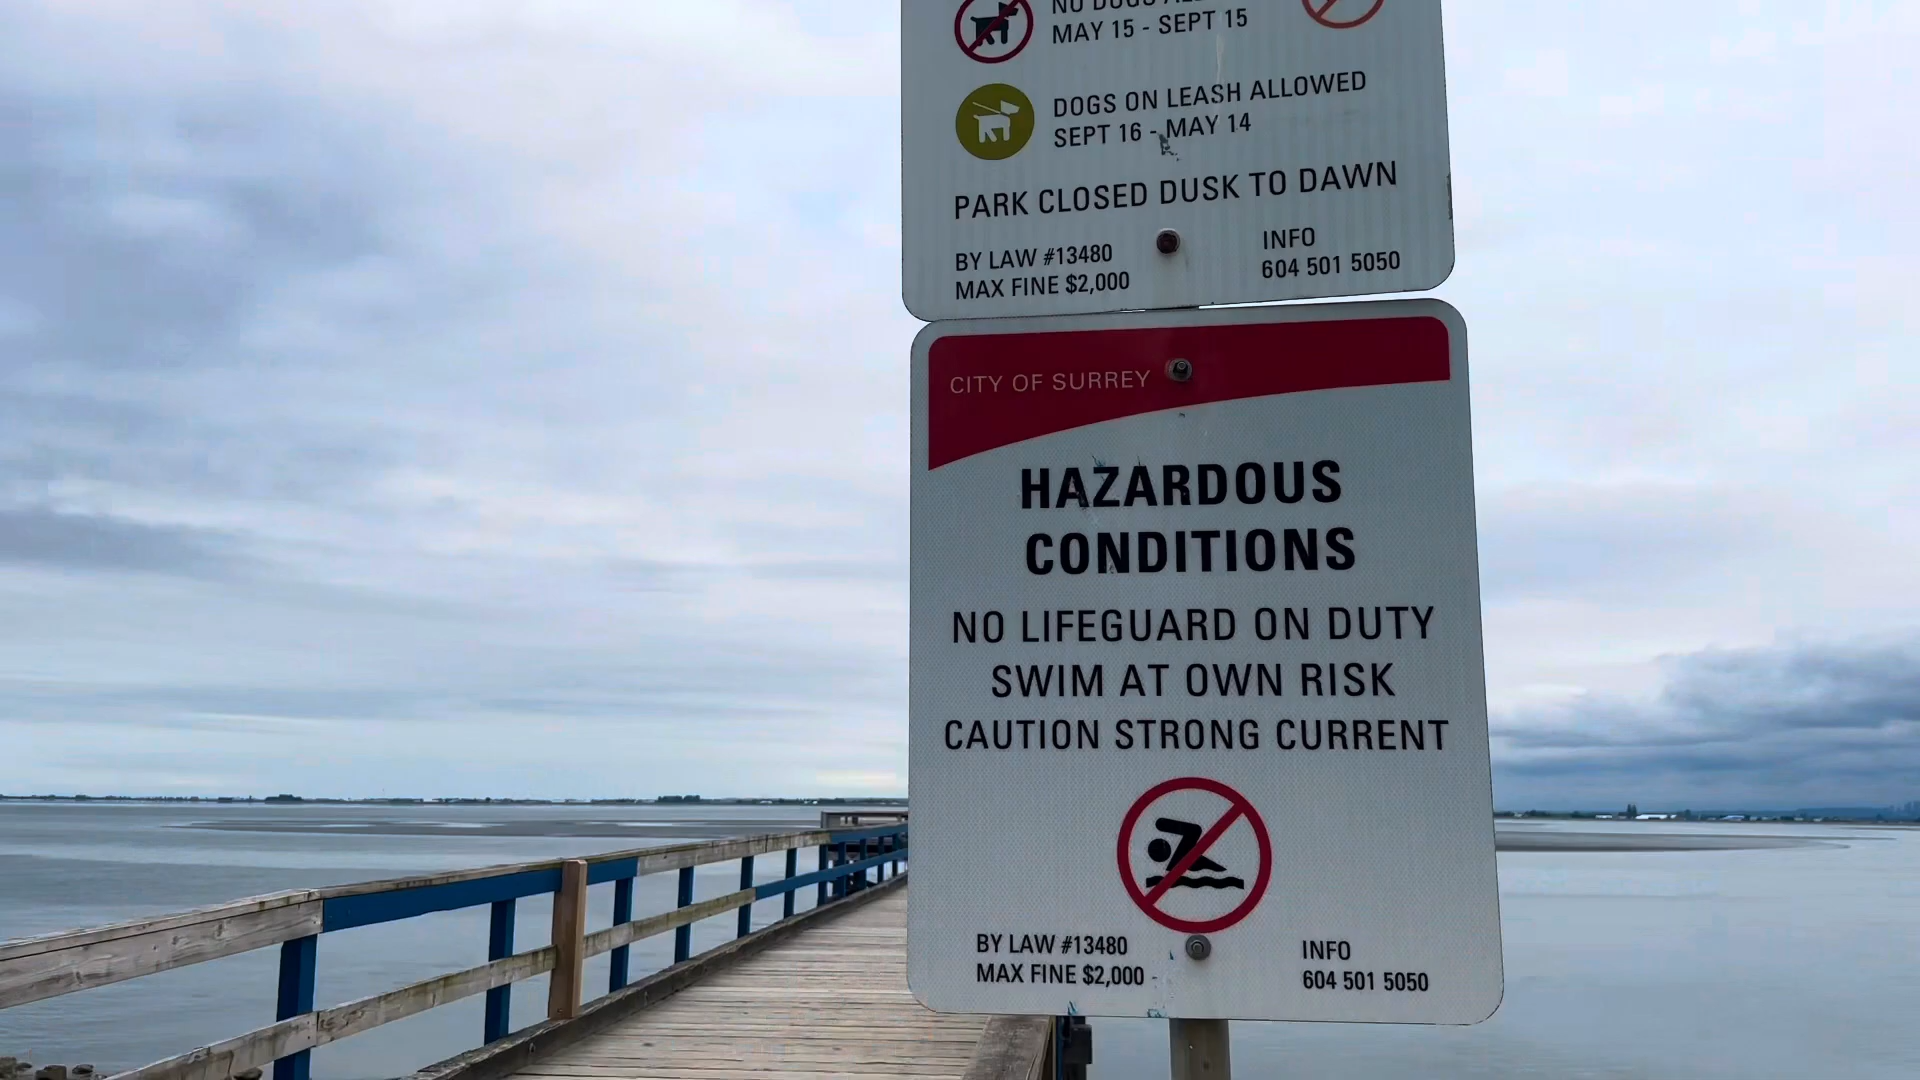 NO DOGS
MAY 15 - SEPT 15
DOGS ON LEASH ALLOWED
SEPT 16 - MAY 14
PARK CLOSED DUSK TO DAWN
BY LAW #13480
MAX FINE $2,000
INFO
604 501 5050
CITY OF SURREY
HAZARDOUS
CONDITIONS
NO LIFEGUARD ON DUTY
SWIM AT OWN RISK
CAUTION STRONG CURRENT
BY LAW #13480
MAX FINE $2,000
INFO
604 501 5050